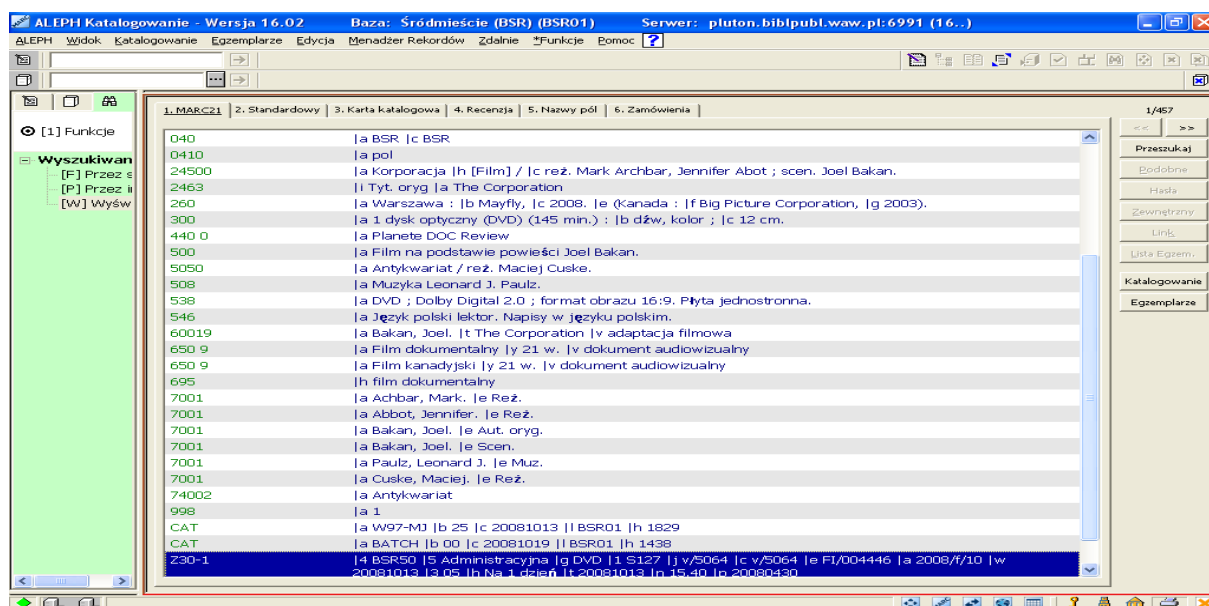 ALEPH Katalogowanie - Wersja 16.02 Baza: Śródmieście (BSR) (BSR01) Serwer: pluton.biblpubl.waw.pl:6991 (16..)
ALEPH Widok Katalogowanie Egzemplarze Edycja Menadżer Rekordów Zdalnie *Funkcje Pomoc ?
1. MARC21 2. Standardowy 3. Karta katalogowa 4. Recenzja 5. Nazwy pól 6. Zamówienia
1/457
<< >>
[1] Funkcje
Wyszukiwan
[F] Przez s
[P] Przez i
[W] Wyśw
040 |a BSR |c BSR
0410 |a pol
24500 |a Korporacja |h [Film] / |c reż. Mark Archbar, Jennifer Abot ; scen. Joel Bakan.
2463 |i Tyt. oryg |a The Corporation
260 |a Warszawa : |b Mayfly, |c 2008. |e (Kanada : |f Big Picture Corporation, |g 2003).
300 |a 1 dysk optyczny (DVD) (145 min.) : |b dźw, kolor ; |c 12 cm.
440 0 |a Planete DOC Review
500 |a Film na podstawie powieści Joel Bakan.
5050 |a Antykwariat / reż. Maciej Cuske.
508 |a Muzyka Leonard J. Paulz.
538 |a DVD ; Dolby Digital 2.0 ; format obrazu 16:9. Płyta jednostronna.
546 |a Język polski lektor. Napisy w języku polskim.
60019 |a Bakan, Joel. |t The Corporation |v adaptacja filmowa
650 9 |a Film dokumentalny |y 21 w. |v dokument audiowizualny
650 9 |a Film kanadyjski |y 21 w. |v dokument audiowizualny
695 |h film dokumentalny
7001 |a Achbar, Mark. |e Reż.
7001 |a Abbot, Jennifer. |e Reż.
7001 |a Bakan, Joel. |e Aut. oryg.
7001 |a Bakan, Joel. |e Scen.
7001 |a Paulz, Leonard J. |e Muz.
7001 |a Cuske, Maciej. |e Reż.
74002 |a Antykwariat
998 |a 1
CAT |a W97-MJ |b 25 |c 20081013 |l BSR01 |h 1829
CAT |a BATCH |b 00 |c 20081019 |l BSR01 |h 1438
Z30-1 |4 BSR50 |5 Administracyjna |g DVD |1 S127 |j v/5064 |c v/5064 |e FI/004446 |a 2008/f/10 |w
20081013 |3 05 |h Na 1 dzień |t 20081013 |n 15.40 |p 20080430
Przeszukaj
Podobne
Hasła
Zewnętrzny
Link
Lista Egzem.
Katalogowanie
Egzemplarze